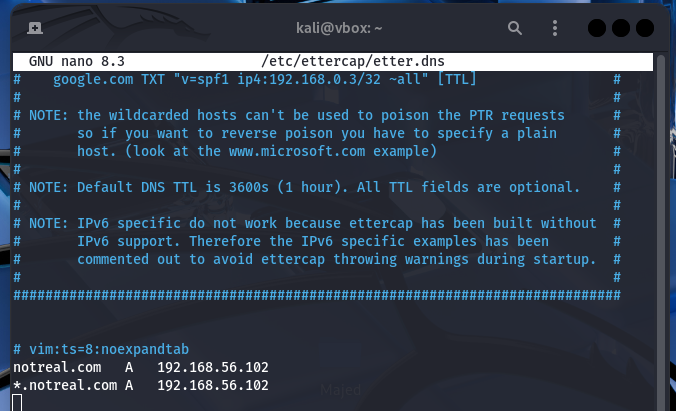 kali@vbox: ~
GNU nano 8.3 /etc/ettercap/etter.dns
# google.com TXT "v=spf1 ip4:192.168.0.3/32 ~all" [TTL] #
# #
# NOTE: the wildcarded hosts can't be used to poison the PTR requests #
# so if you want to reverse poison you have to specify a plain #
# host. (look at the www.microsoft.com example) #
# #
# NOTE: Default DNS TTL is 3600s (1 hour). All TTL fields are optional. #
# #
# NOTE: IPv6 specific do not work because ettercap has been built without #
# IPv6 support. Therefore the IPv6 specific examples has been #
# commented out to avoid ettercap throwing warnings during startup. #
# #
############################################################################
# vim:ts=8:noexpandtab
notreal.com A 192.168.56.102
*.notreal.com A 192.168.56.102
Majed